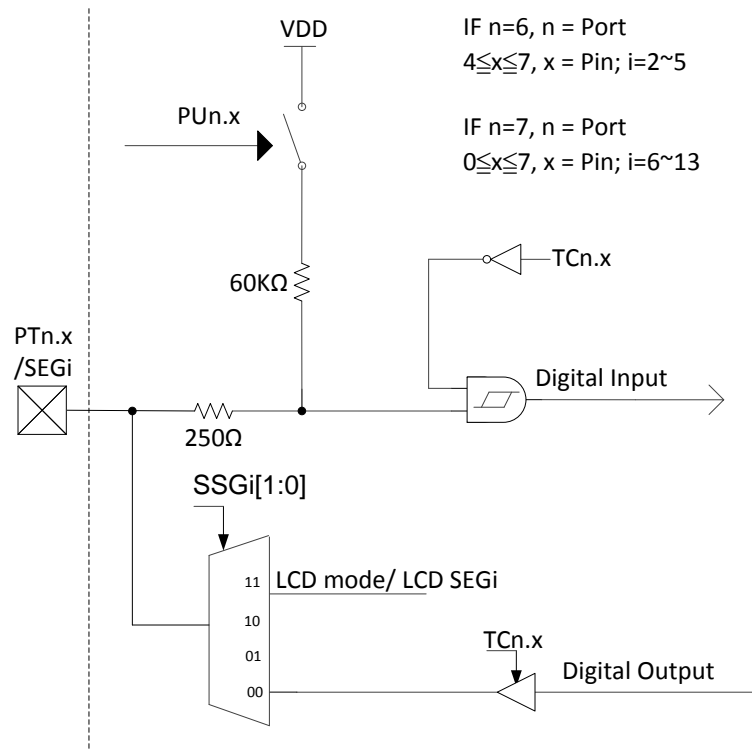 VDD
IF n=6, n = Port
4≦x≦7, x = Pin; i=2~5
PUn.x
IF n=7, n = Port
0≦x≦7, x = Pin; i=6~13
TCn.x
60KΩ
PTn.x
/SEGi
Digital Input
250Ω
SSGi[1:0]
11
LCD mode/ LCD SEGi
10
01
TCn.x
00
Digital Output